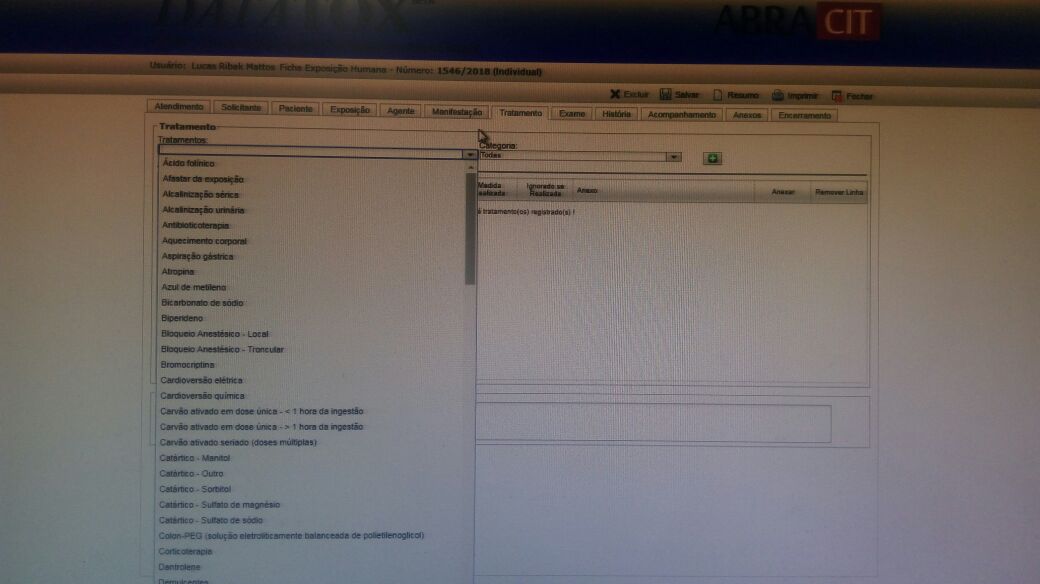 DATATOX BETA
ABRACIT
Usuário: Lucas Ribek Mattos Ficha Exposição Humana - Número: 1546/2018 (Individual)
Excluir Salvar Resumo Imprimir Fechar
Atendimento Solicitante Paciente Exposição Agente Manifestação Tratamento Exame História Acompanhamento Anexos Encerramento
Tratamento
Tratamentos:
Categoria:
Todas
Medida Realizada Ignorado se Realizada Anexo Anexar Remover Linha
tratamento(os) registrado(s) !
Ácido folínico
Afastar da exposição
Alcalinização sérica
Alcalinização urinária
Antibioticoterapia
Aquecimento corporal
Aspiração gástrica
Atropina
Azul de metileno
Bicarbonato de sódio
Biperideno
Bloqueio Anestésico - Local
Bloqueio Anestésico - Troncular
Bromocriptina
Cardioversão elétrica
Cardioversão química
Carvão ativado em dose única - < 1 hora da ingestão
Carvão ativado em dose única - > 1 hora da ingestão
Carvão ativado seriado (doses múltiplas)
Catártico - Manitol
Catártico - Outro
Catártico - Sorbitol
Catártico - Sulfato de magnésio
Catártico - Sulfato de sódio
Colon-PEG (solução eletroliticamente balanceada de polietilenoglicol)
Corticoterapia
Dantrolene
Demulcentes